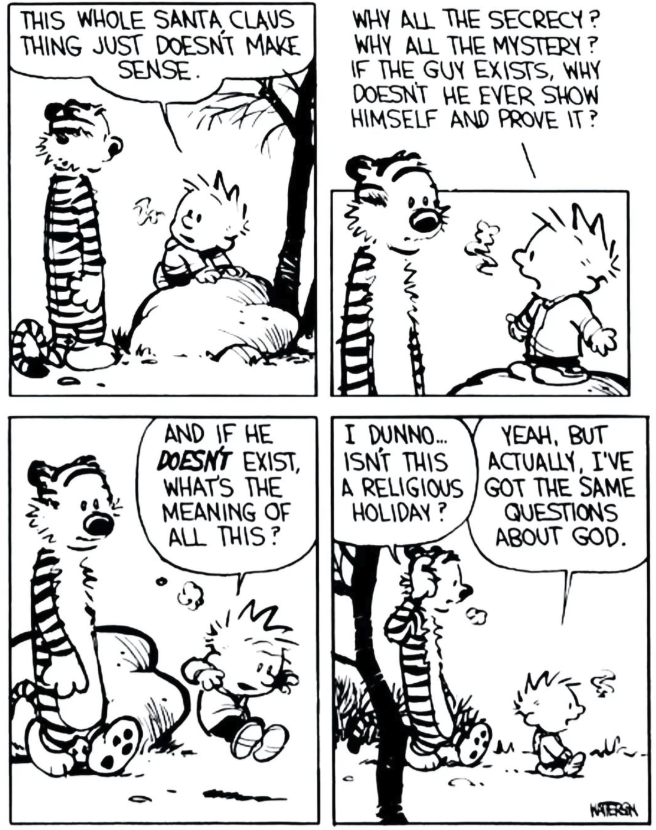 THIS WHOLE SANTA CLAUS
THING JUST DOESN'T MAKE
SENSE.
WHY ALL THE SECRECY?
WHY ALL THE MYSTERY?
IF THE GUY EXISTS, WHY
DOESN'T HE EVER SHOW
HIMSELF AND PROVE IT?
AND IF HE
DOESN'T EXIST,
WHAT'S THE
MEANING OF
ALL THIS?
I DUNNO...
ISN'T THIS
A RELIGIOUS
HOLIDAY?
YEAH, BUT
ACTUALLY, I'VE
GOT THE SAME
QUESTIONS
ABOUT GOD.
WATTERSON